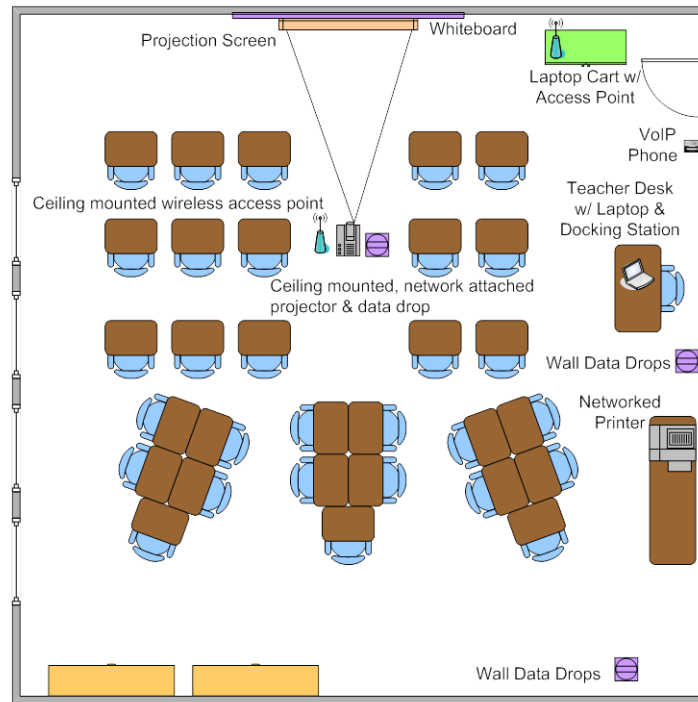 Projection Screen
Whiteboard
Laptop Cart w/
Access Point
VoIP
Phone
Ceiling mounted wireless access point
Teacher Desk
w/ Laptop &
Docking Station
Ceiling mounted, network attached
projector & data drop
Wall Data Drops
Networked
Printer
Wall Data Drops